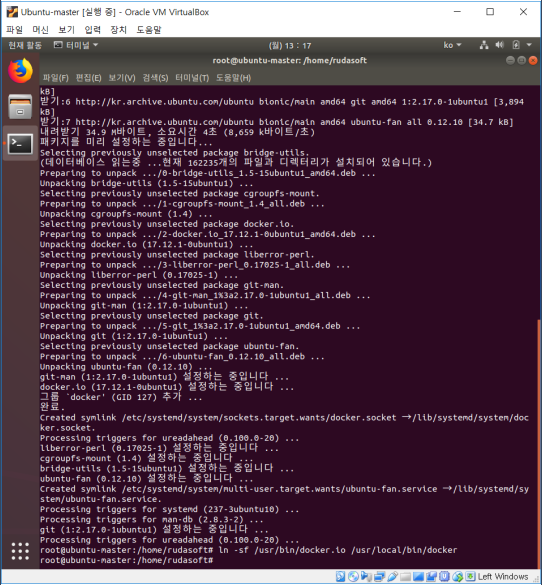 Ubuntu-master [실행 중] - Oracle VM VirtualBox
파일 머신 보기 입력 장치 도움말
현재 활동 터미널 (월) 13 : 17 ko
root@ubuntu-master: /home/rudasoft
파일(F) 편집(E) 보기(V) 검색(S) 터미널(T) 도움말(H)
kB]
받기:6 http://kr.archive.ubuntu.com/ubuntu bionic/main amd64 git amd64 1:2.17.0-1ubuntu1 [3,894
kB]
받기:7 http://kr.archive.ubuntu.com/ubuntu bionic/main amd64 ubuntu-fan all 0.12.10 [34.7 kB]
내려받기 34.9 M바이트, 소요시간 4초 (8,659 k바이트/초)
패키지를 미리 설정하는 중입니다...
Selecting previously unselected package bridge-utils.
(데이터베이스 읽는중 ...현재 162235개의 파일과 디렉터리가 설치되어 있습니다.)
Preparing to unpack .../0-bridge-utils_1.5-15ubuntu1_amd64.deb ...
Unpacking bridge-utils (1.5-15ubuntu1) ...
Selecting previously unselected package cgroupfs-mount.
Preparing to unpack .../1-cgroupfs-mount_1.4_all.deb ...
Unpacking cgroupfs-mount (1.4) ...
Selecting previously unselected package docker.io.
Preparing to unpack .../2-docker.io_17.12.1-0ubuntu1_amd64.deb ...
Unpacking docker.io (17.12.1-0ubuntu1) ...
Selecting previously unselected package liberror-perl.
Preparing to unpack .../3-liberror-perl_0.17025-1_all.deb ...
Unpacking liberror-perl (0.17025-1) ...
Selecting previously unselected package git-man.
Preparing to unpack .../4-git-man_1%3a2.17.0-1ubuntu1_all.deb ...
Unpacking git-man (1:2.17.0-1ubuntu1) ...
Selecting previously unselected package git.
Preparing to unpack .../5-git_1%3a2.17.0-1ubuntu1_amd64.deb ...
Unpacking git (1:2.17.0-1ubuntu1) ...
Selecting previously unselected package ubuntu-fan.
Preparing to unpack .../6-ubuntu-fan_0.12.10_all.deb ...
Unpacking ubuntu-fan (0.12.10) ...
git-man (1:2.17.0-1ubuntu1) 설정하는 중입니다 ...
docker.io (17.12.1-0ubuntu1) 설정하는 중입니다 ...
그룹 `docker' (GID 127) 추가 ...
완료.
Created symlink /etc/systemd/system/sockets.target.wants/docker.socket → /lib/systemd/system/doc
ker.socket.
Processing triggers for ureadahead (0.100.0-20) ...
liberror-perl (0.17025-1) 설정하는 중입니다 ...
cgroupfs-mount (1.4) 설정하는 중입니다 ...
bridge-utils (1.5-15ubuntu1) 설정하는 중입니다 ...
ubuntu-fan (0.12.10) 설정하는 중입니다 ...
Created symlink /etc/systemd/system/multi-user.target.wants/ubuntu-fan.service → /lib/systemd/sy
stem/ubuntu-fan.service.
Processing triggers for systemd (237-3ubuntu10) ...
Processing triggers for man-db (2.8.3-2) ...
git (1:2.17.0-1ubuntu1) 설정하는 중입니다 ...
Processing triggers for ureadahead (0.100.0-20) ...
root@ubuntu-master:/home/rudasoft# ln -sf /usr/bin/docker.io /usr/local/bin/docker
root@ubuntu-master:/home/rudasoft#
Left Windows